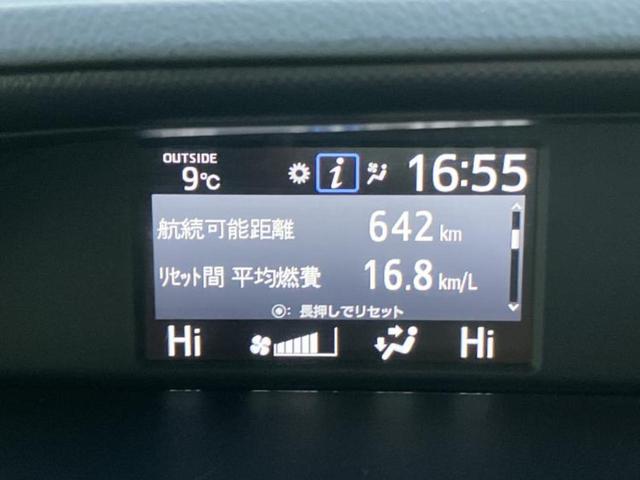 OUTSIDE
9℃
i
16:55
航続可能距離 642 km
リセット間 平均燃費 16.8 km/L
◉: 長押しでリセット
Hi Hi